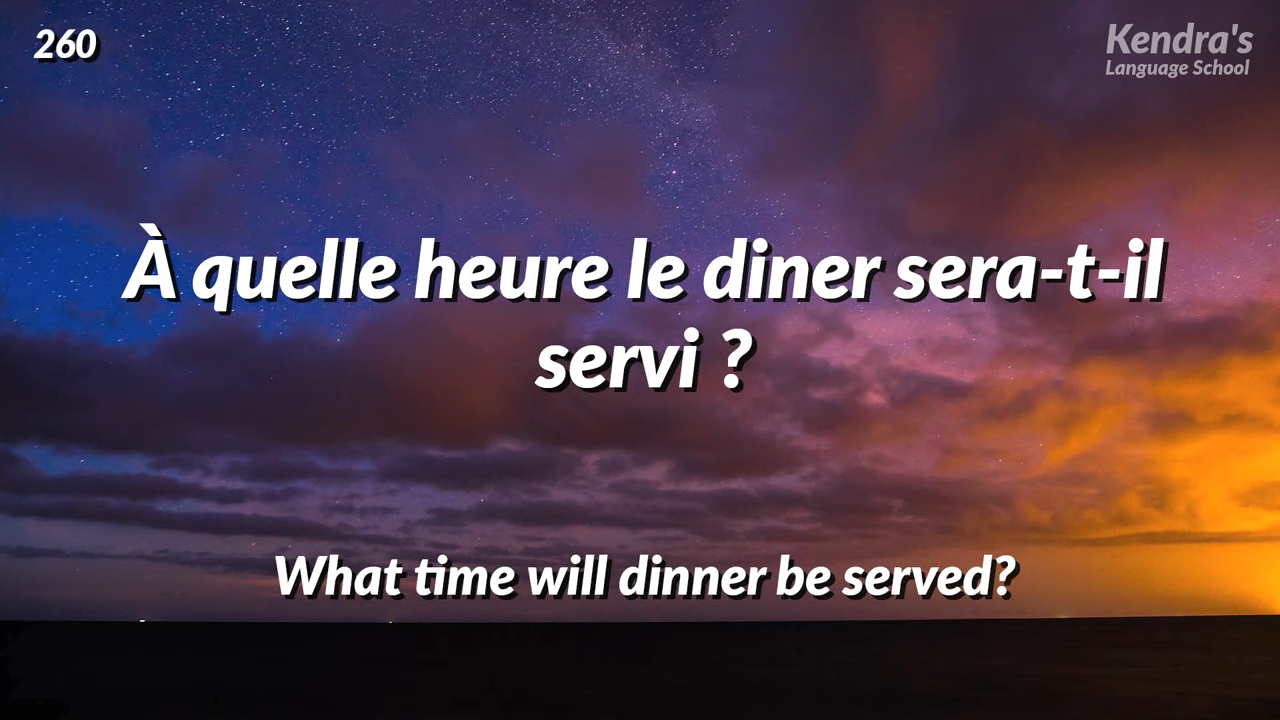 260
Kendra's
Language School
À quelle heure le diner sera-t-il
servi ?
What time will dinner be served?